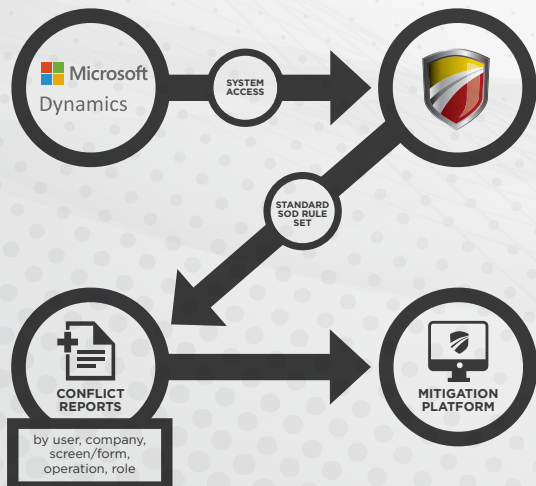 Microsoft
Dynamics
SYSTEM
ACCESS
STANDARD
SOD RULE
SET
CONFLICT
REPORTS
by user, company,
screen/form,
operation, role
MITIGATION
PLATFORM